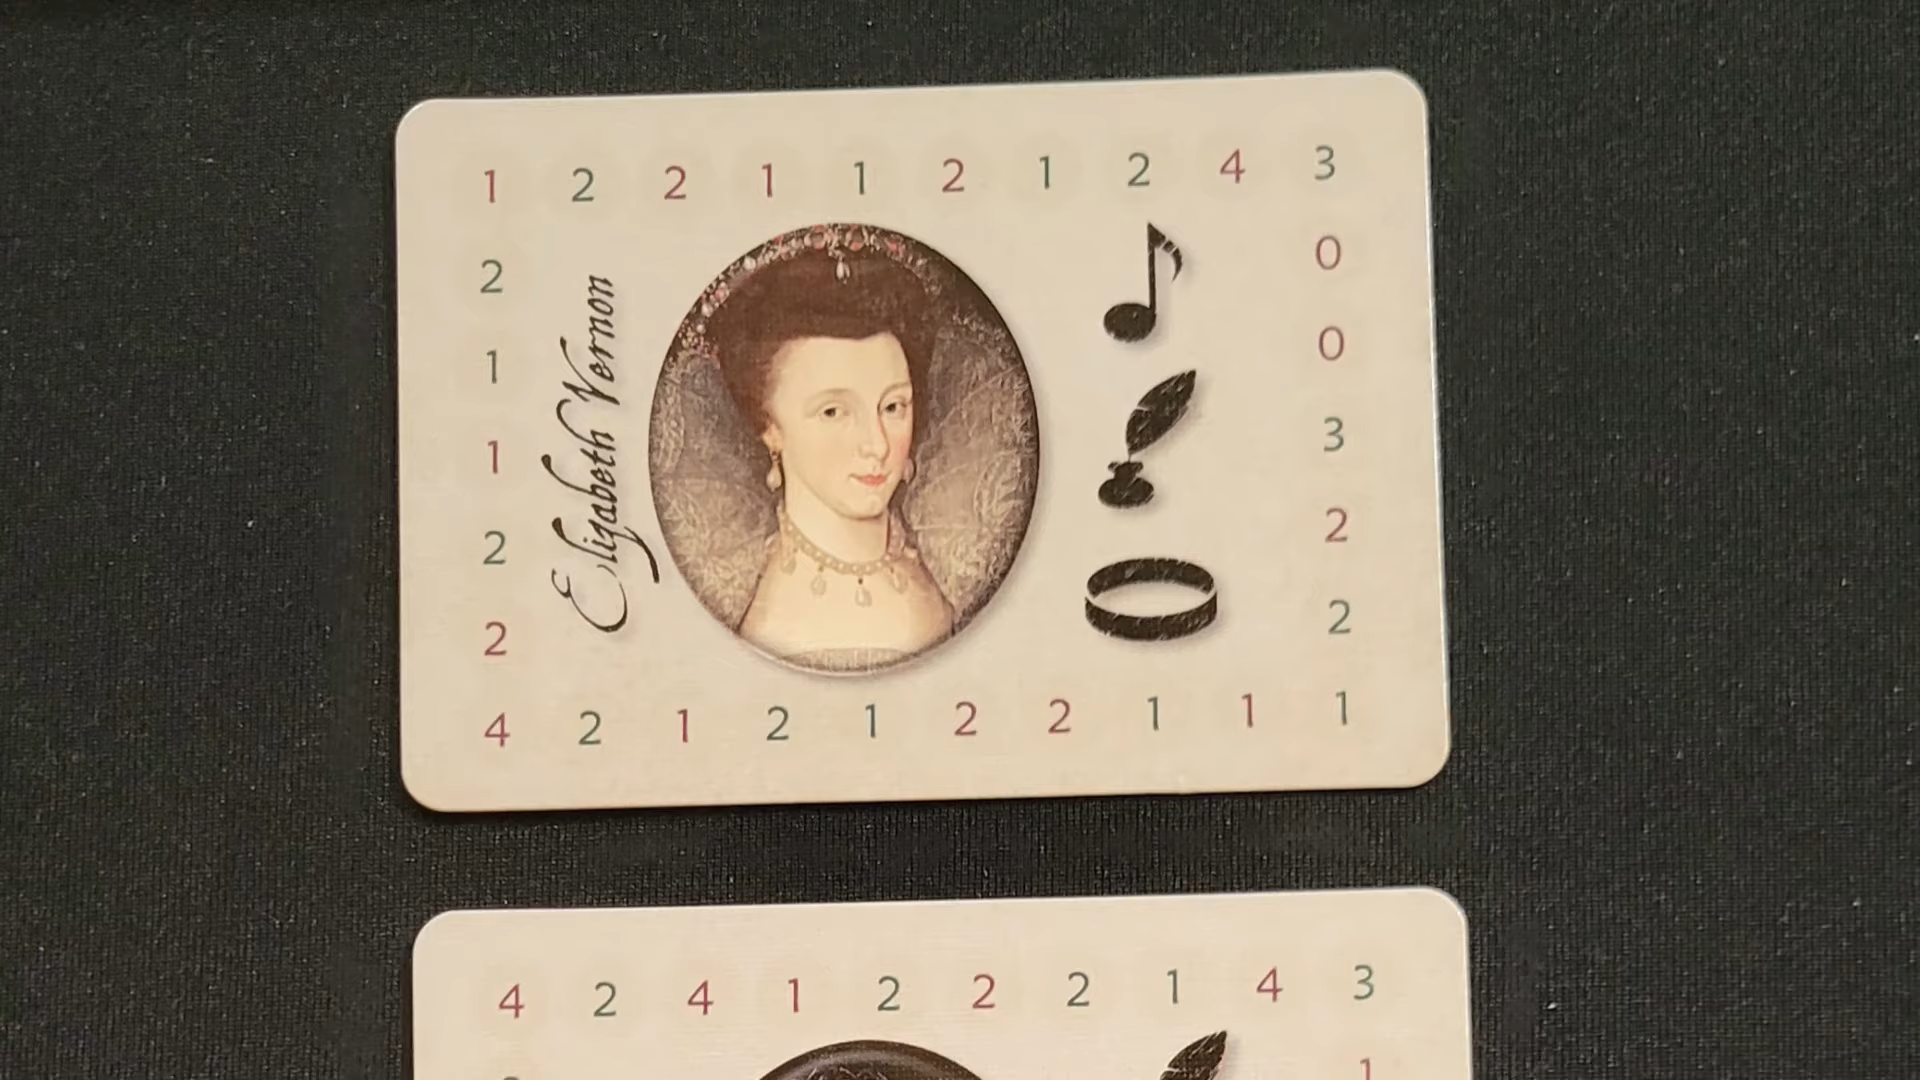 1 2 2 1 1 2 1 2 4 3
2 0
1 0
1 3
2 2
2 2
4 2 1 2 1 2 2 1 1 1
Elizabeth Vernon
4 2 4 1 2 2 2 1 4 3
1